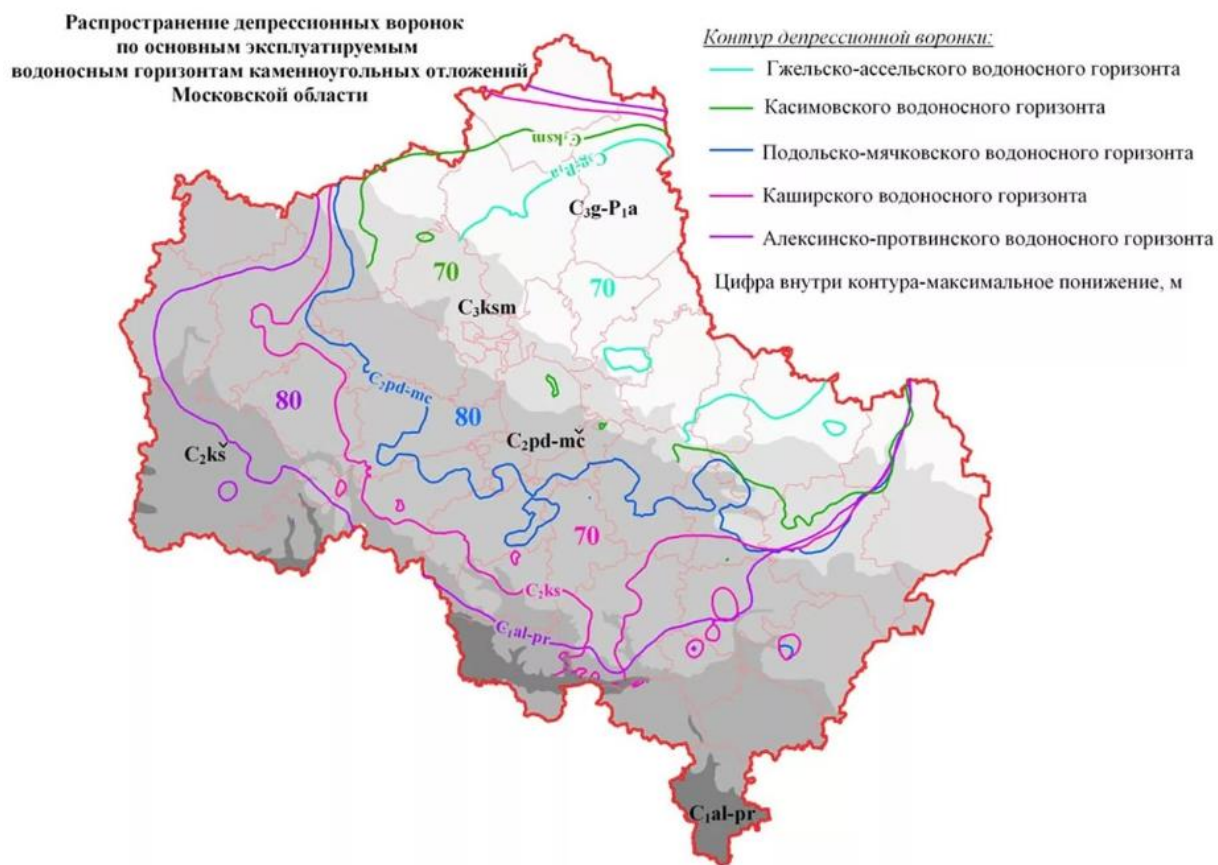 Распространение депрессионных воронок
по основным эксплуатируемым
водоносным горизонтам каменноугольных отложений
Московской области
Контур депрессионной воронки:
Гжельско-ассельского водоносного горизонта
Касимовского водоносного горизонта
Подольско-мячковского водоносного горизонта
Каширского водоносного горизонта
Алексинско-протвинского водоносного горизонта
Цифра внутри контура-максимальное понижение, м
C₃ksm
C₃g-P₁a
C₃g-P₁a
70
70
C₃ksm
C₂pd-mc
80
80
C₂pd-mč
C₂kš
70
C₂ks
C₁al-pr
C₁al-pr